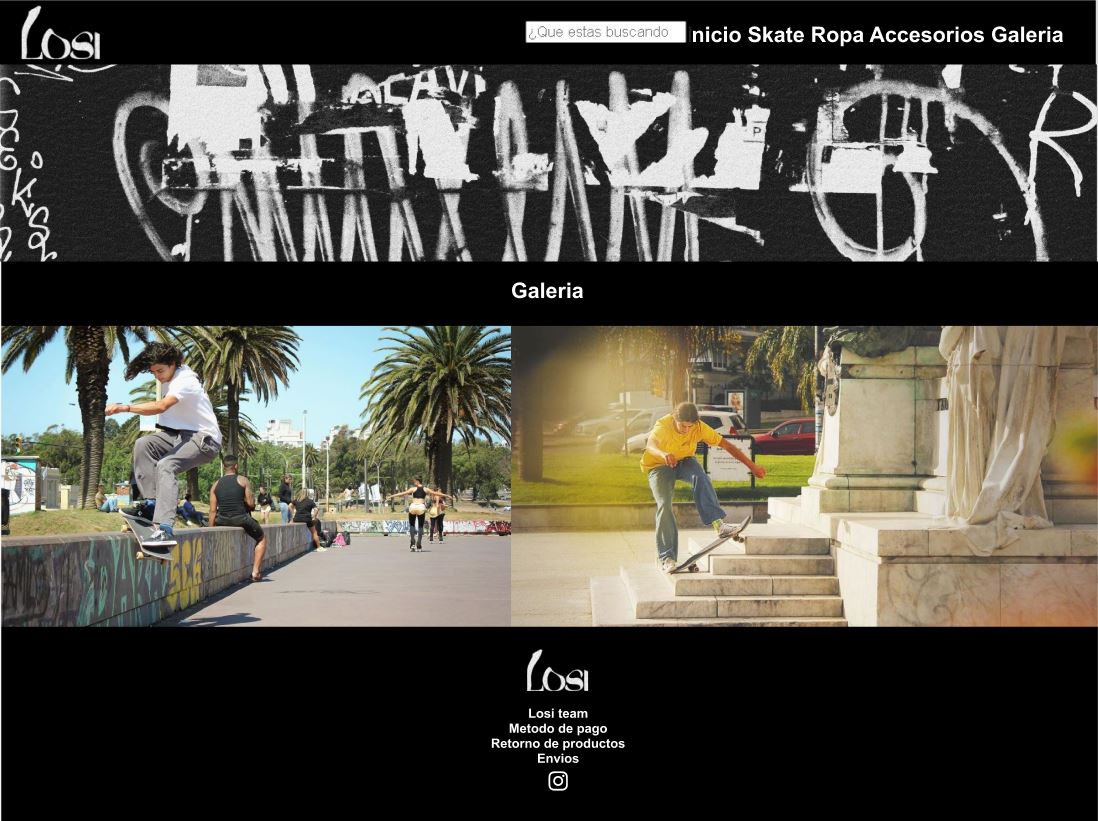 LOSI
¿Que estas buscando
nicio Skate Ropa Accesorios Galeria
P
R
Galeria
LOSI
Losi team
Metodo de pago
Retorno de productos
Envios